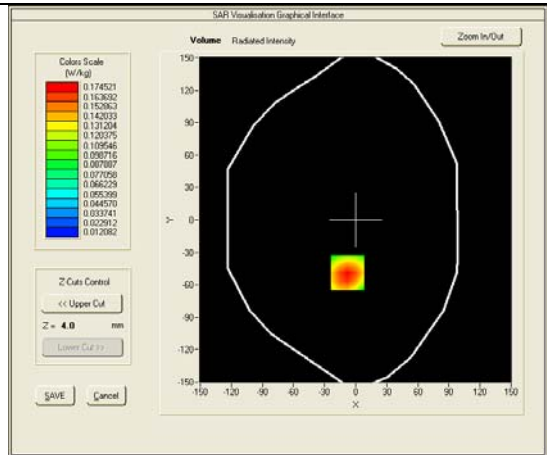 SAR Visualisation Graphical Interface
Volume Radiated Intensity
Zoom In/Out
Colors Scale
(W/kg)
0.174521
0.163692
0.152863
0.142033
0.131204
0.120375
0.109546
0.098716
0.087887
0.077058
0.066229
0.055399
0.044570
0.033741
0.022912
0.012082
Z Cuts Control
<< Upper Cut
Z = 4.0 mm
Lower Cut >>
SAVE Cancel
150-
120-
90-
60-
30-
0-
-30-
-60-
-90-
-120-
-150-
Y
-150 -120 -90 -60 -30 0 30 60 90 120 150
X